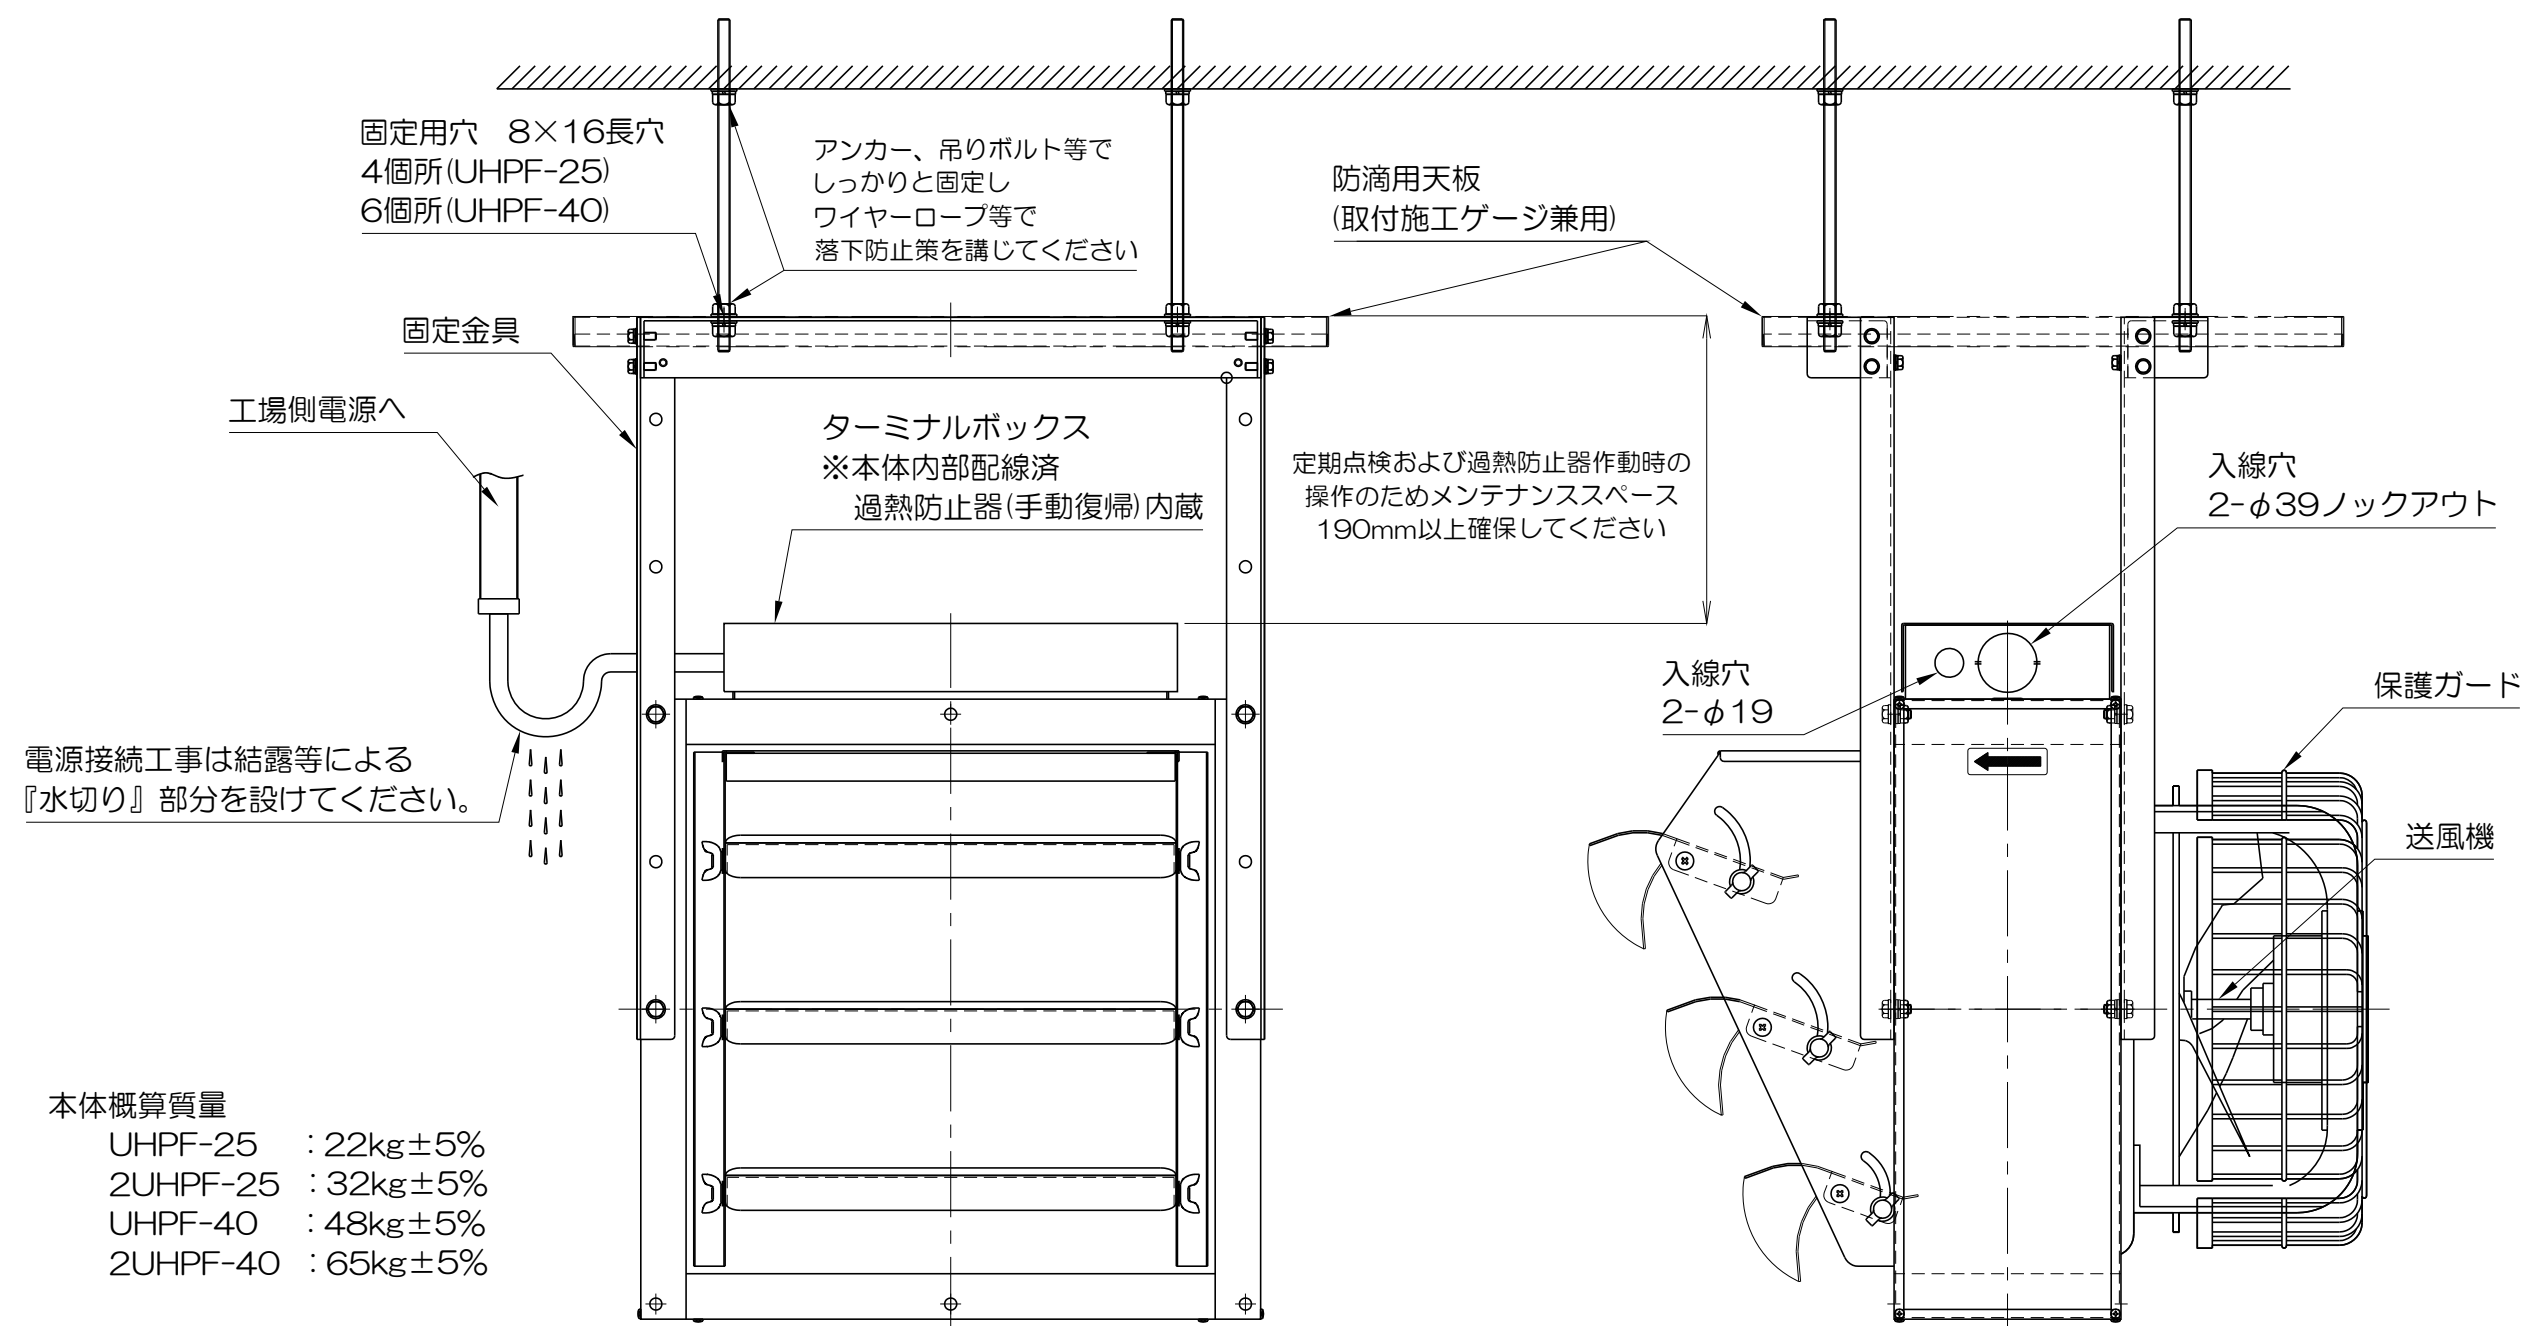 固定用穴　8×16長穴
4個所(UHPF-25)
6個所(UHPF-40)
アンカー、吊りボルト等で
しっかりと固定し
ワイヤーロープ等で
落下防止策を講じてください
防滴用天板
(取付施工ゲージ兼用)
固定金具
工場側電源へ
ターミナルボックス
※本体内部配線済
過熱防止器(手動復帰)内蔵
定期点検および過熱防止器作動時の
操作のためメンテナンススペース
190mm以上確保してください
入線穴
2-φ39ノックアウト
入線穴
2-φ19
保護ガード
送風機
電源接続工事は結露等による
『水切り』部分を設けてください。
本体概算質量
UHPF-25　：22kg±5%
2UHPF-25　：32kg±5%
UHPF-40　：48kg±5%
2UHPF-40　：65kg±5%